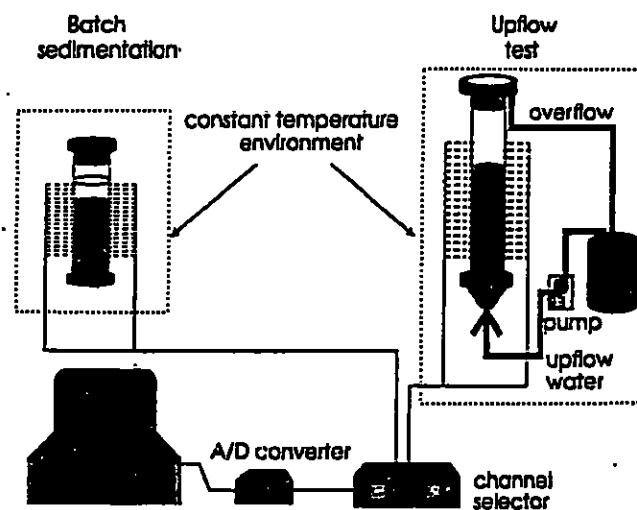 Batch
sedimentation
Upflow
test
overflow
constant temperature
environment
pump
upflow
water
A/D converter
channel
selector